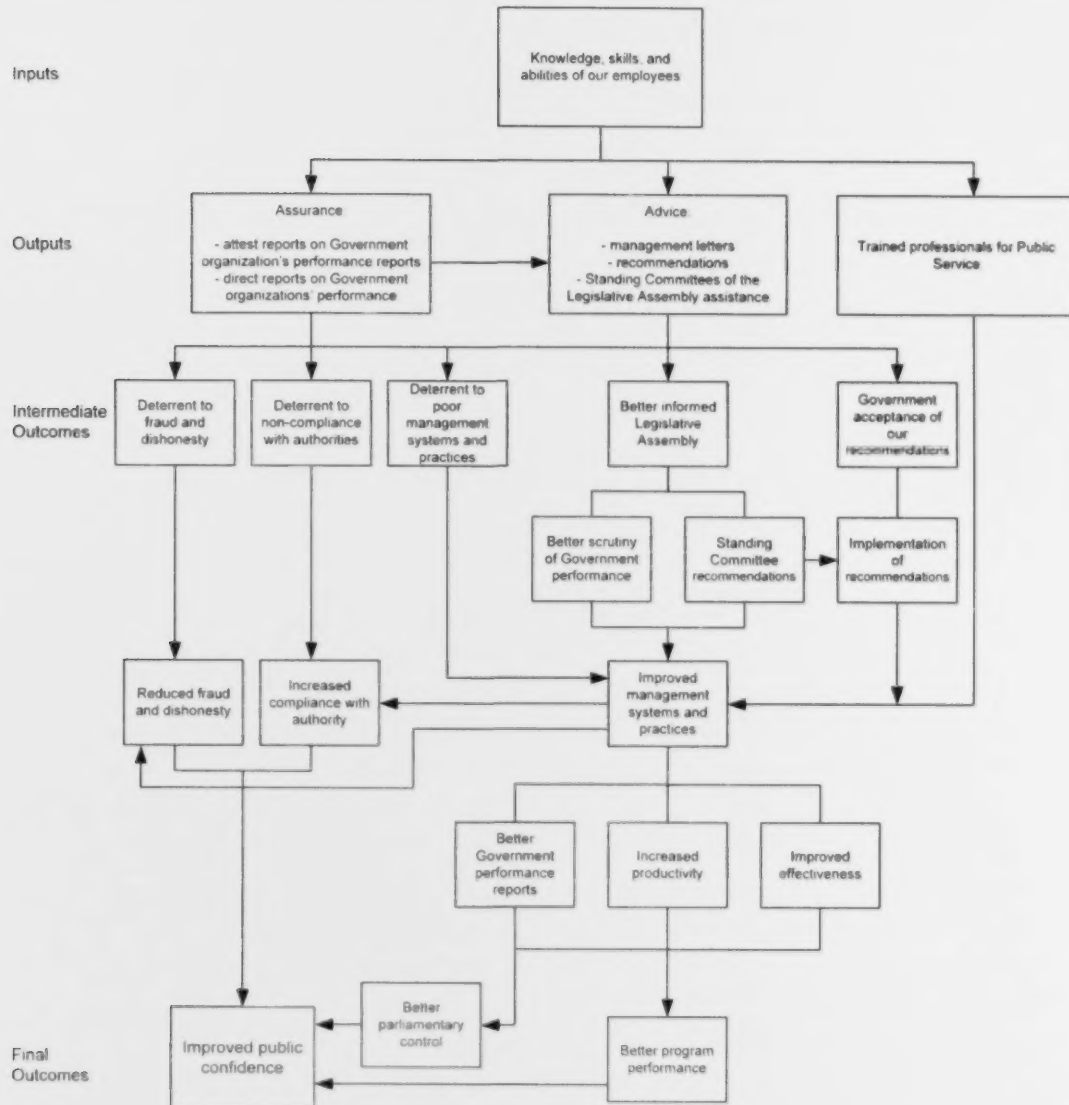 Inputs
Knowledge, skills, and
abilities of our employees
Outputs
Assurance:
- attest reports on Government
organization's performance reports
- direct reports on Government
organizations' performance
Advice:
- management letters
- recommendations
- Standing Committees of the
Legislative Assembly assistance
Trained professionals for Public
Service
Intermediate
Outcomes
Deterrent to
fraud and
dishonesty
Deterrent to
non-compliance
with authorities
Deterrent to
poor
management
systems and
practices
Better informed
Legislative
Assembly
Government
acceptance of
our
recommendations
Better scrutiny
of Government
performance
Standing
Committee
recommendations
Implementation
of
recommendations
Reduced fraud
and dishonesty
Increased
compliance with
authority
Improved
management
systems and
practices
Better
Government
performance
reports
Increased
productivity
Improved
effectiveness
Final
Outcomes
Improved public
confidence
Better
parliamentary
control
Better program
performance